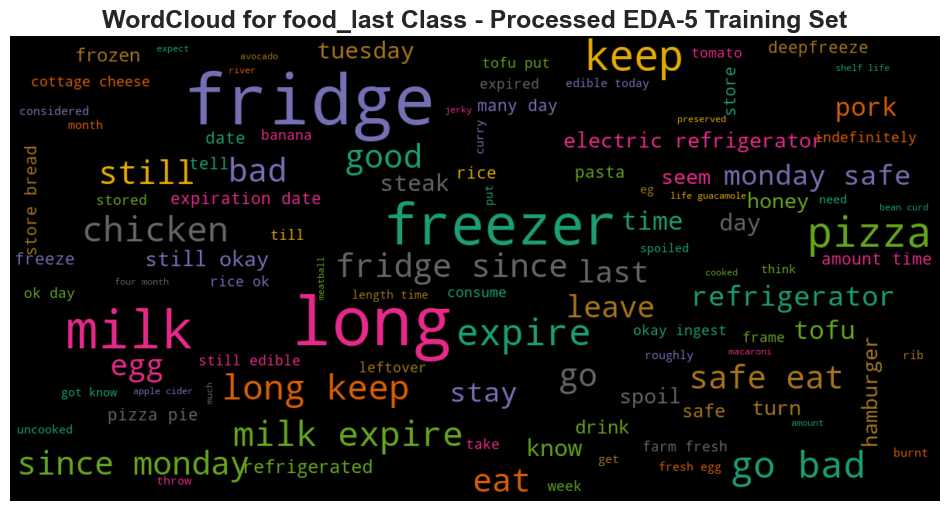 WordCloud for food_last Class - Processed EDA-5 Training Set
frozen expect avocado tuesday keep tomato deepfreeze
cottage cheese river tofu put expired edible today store shelf life
considered fridge jerky many day pork
month date banana curry preserved electric refrigerator indefinitely
store bread still tell bad good rice pasta seem monday safe
stored expiration date steak put eg life guacamole honey need bean curd
chicken till freezer time day pizza
freeze still okay fridge since last spoiled amount time
ok day four month rice ok meatball length time consume leave cooked think refrigerator
milk long expire okay ingest frame tofu
egg still edible leftover go roughly macaroni hamburger rib
got know apple cider much long keep stay spoil safe eat
pizza pie safe turn
uncooked milk expire take know drink farm fresh amount
since monday refrigerated get fresh egg go bad burnt
throw eat week